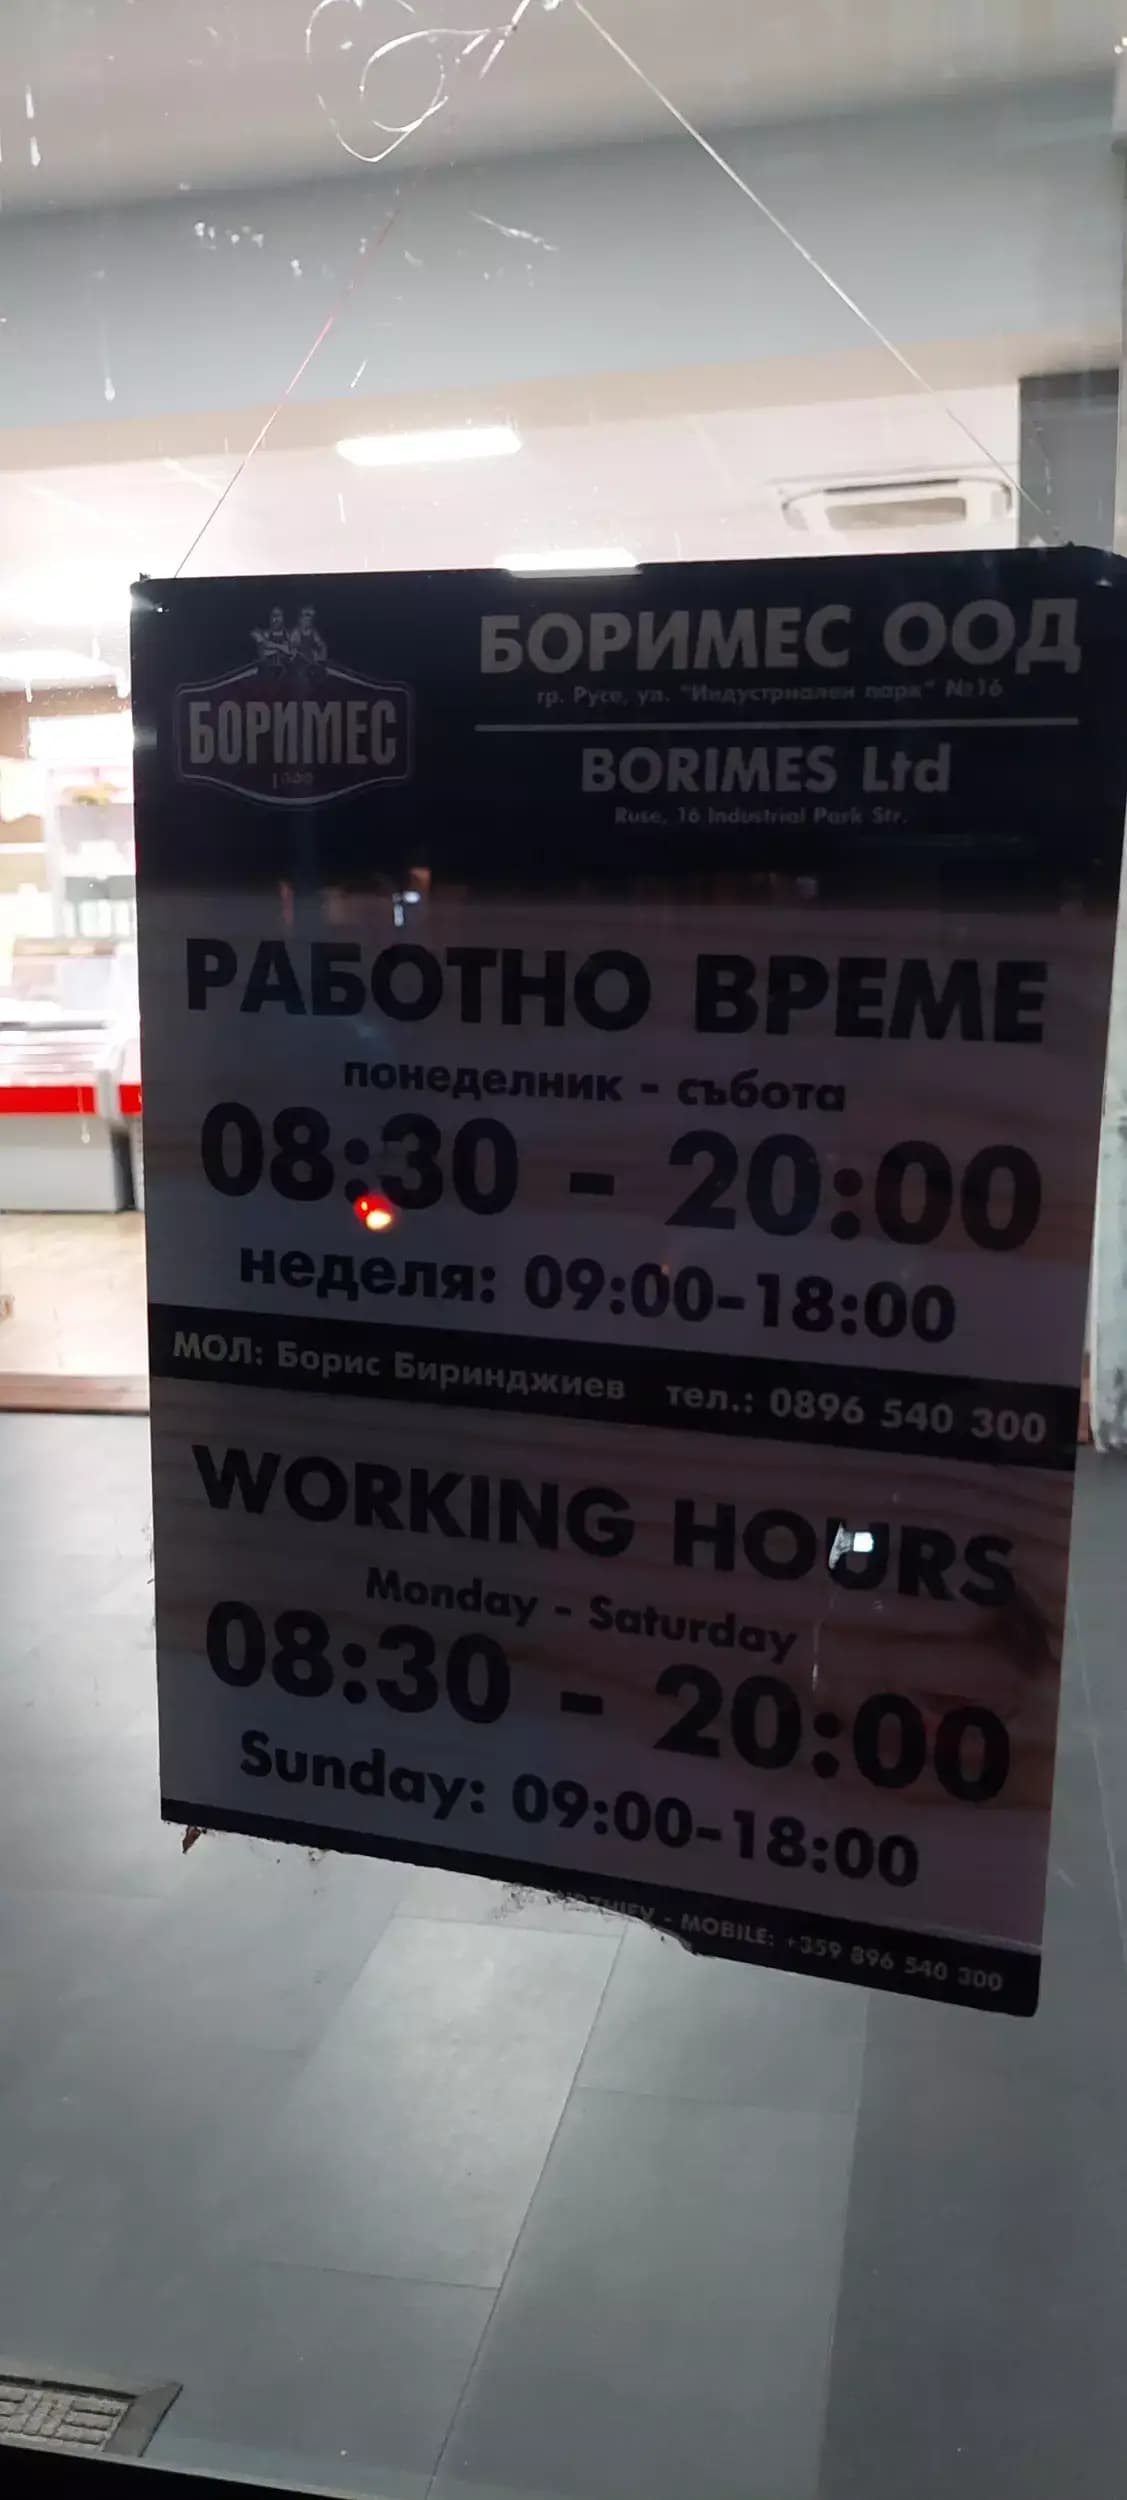 БОРИМЕС
БОРИМЕС ООД
гр. Русе, ул. "Индустриален парк" №16
BORIMES Ltd
Ruse, 16 Industrial Park Str.
РАБОТНО ВРЕМЕ
понеделник - събота
08:30 - 20:00
неделя: 09:00-18:00
МОЛ: Борис Биринджиев тел.: 0896 540 300
WORKING HOURS
Monday - Saturday
08:30 - 20:00
Sunday: 09:00-18:00
- MOBILE: +359 896 540 300